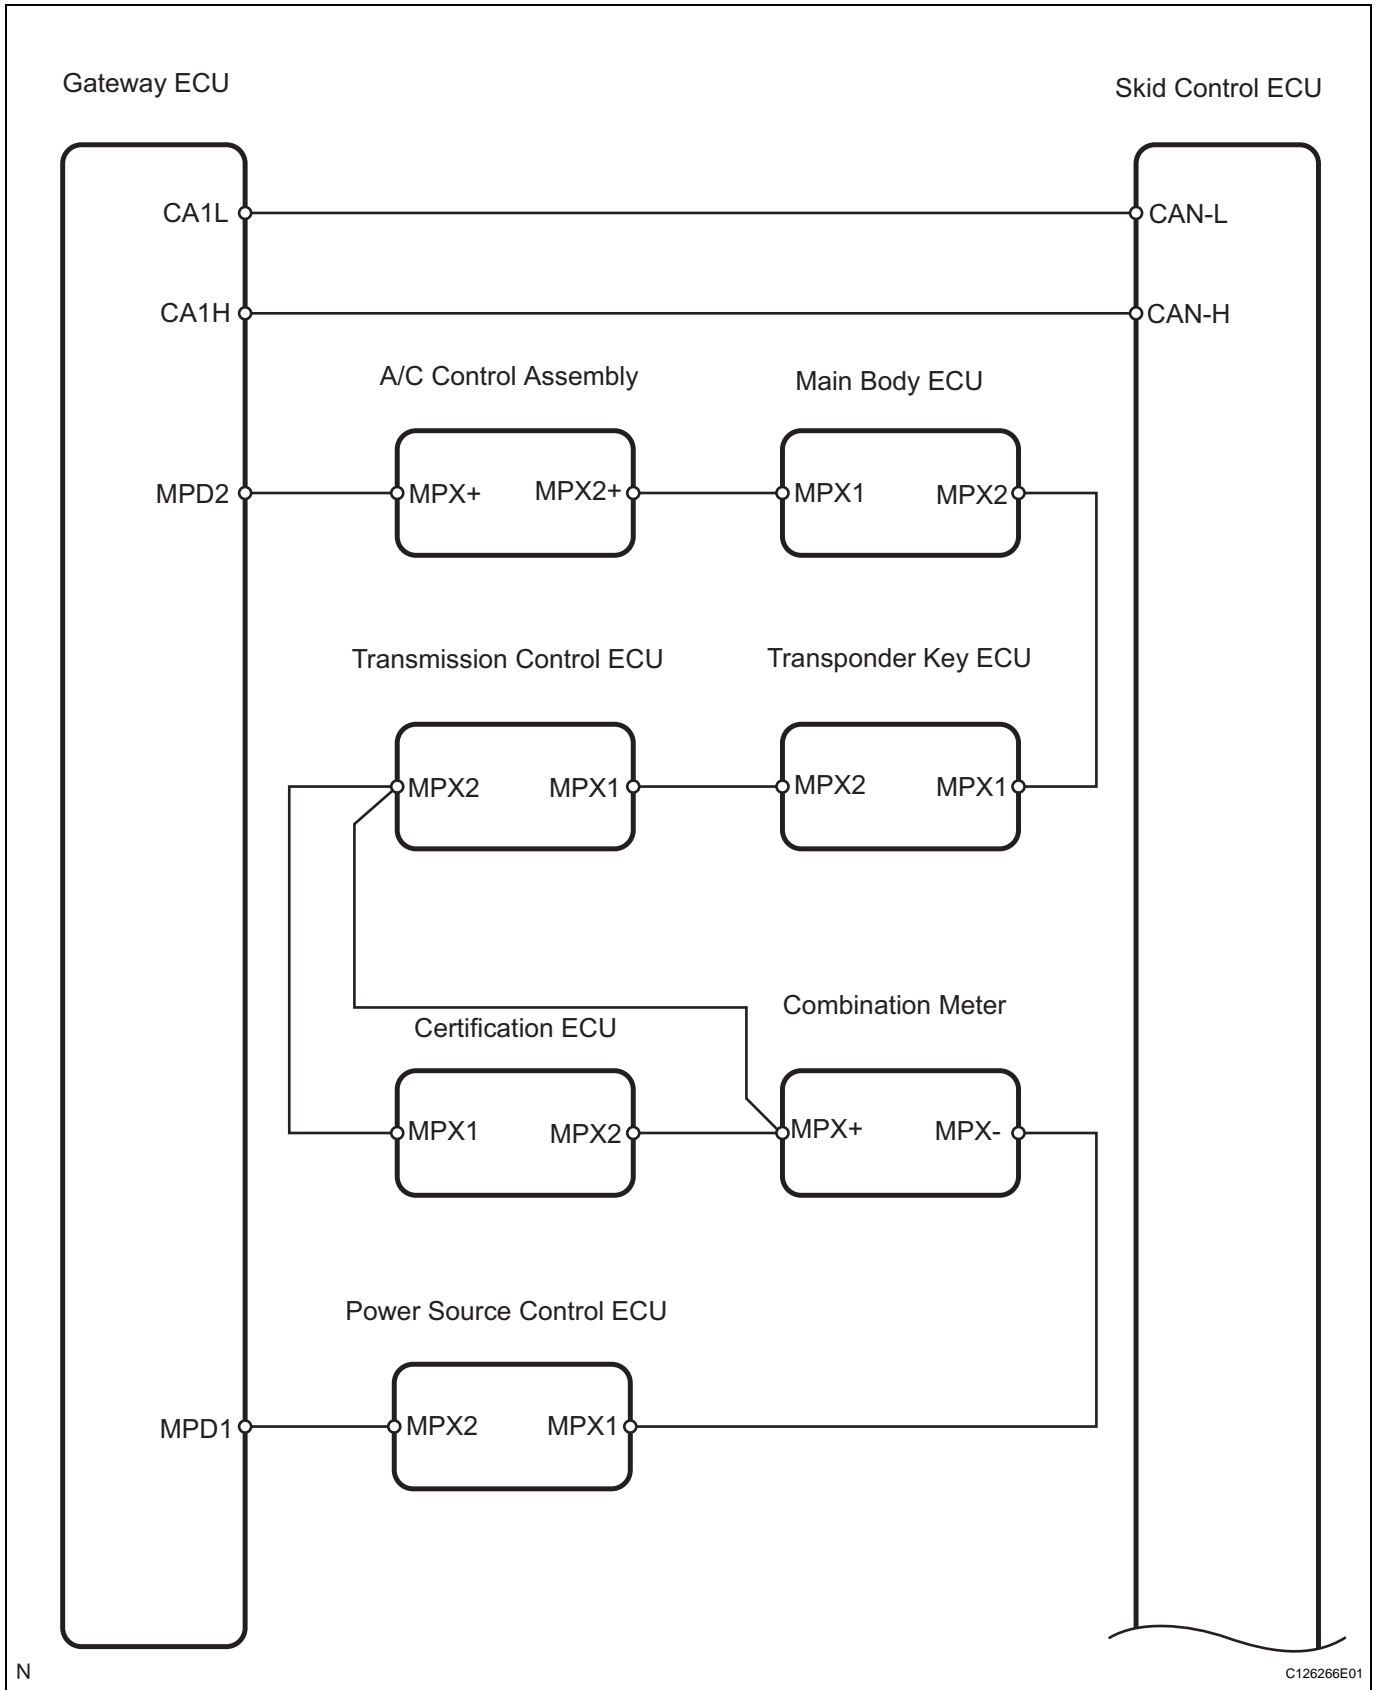 Gateway ECU
Skid Control ECU
CA1L
CAN-L
CA1H
CAN-H
A/C Control Assembly
Main Body ECU
MPD2
MPX+
MPX2+
MPX1
MPX2
Transmission Control ECU
Transponder Key ECU
MPX2
MPX1
MPX2
MPX1
Combination Meter
Certification ECU
MPX1
MPX2
MPX+
MPX-
Power Source Control ECU
MPD1
MPX2
MPX1
N
C126266E01